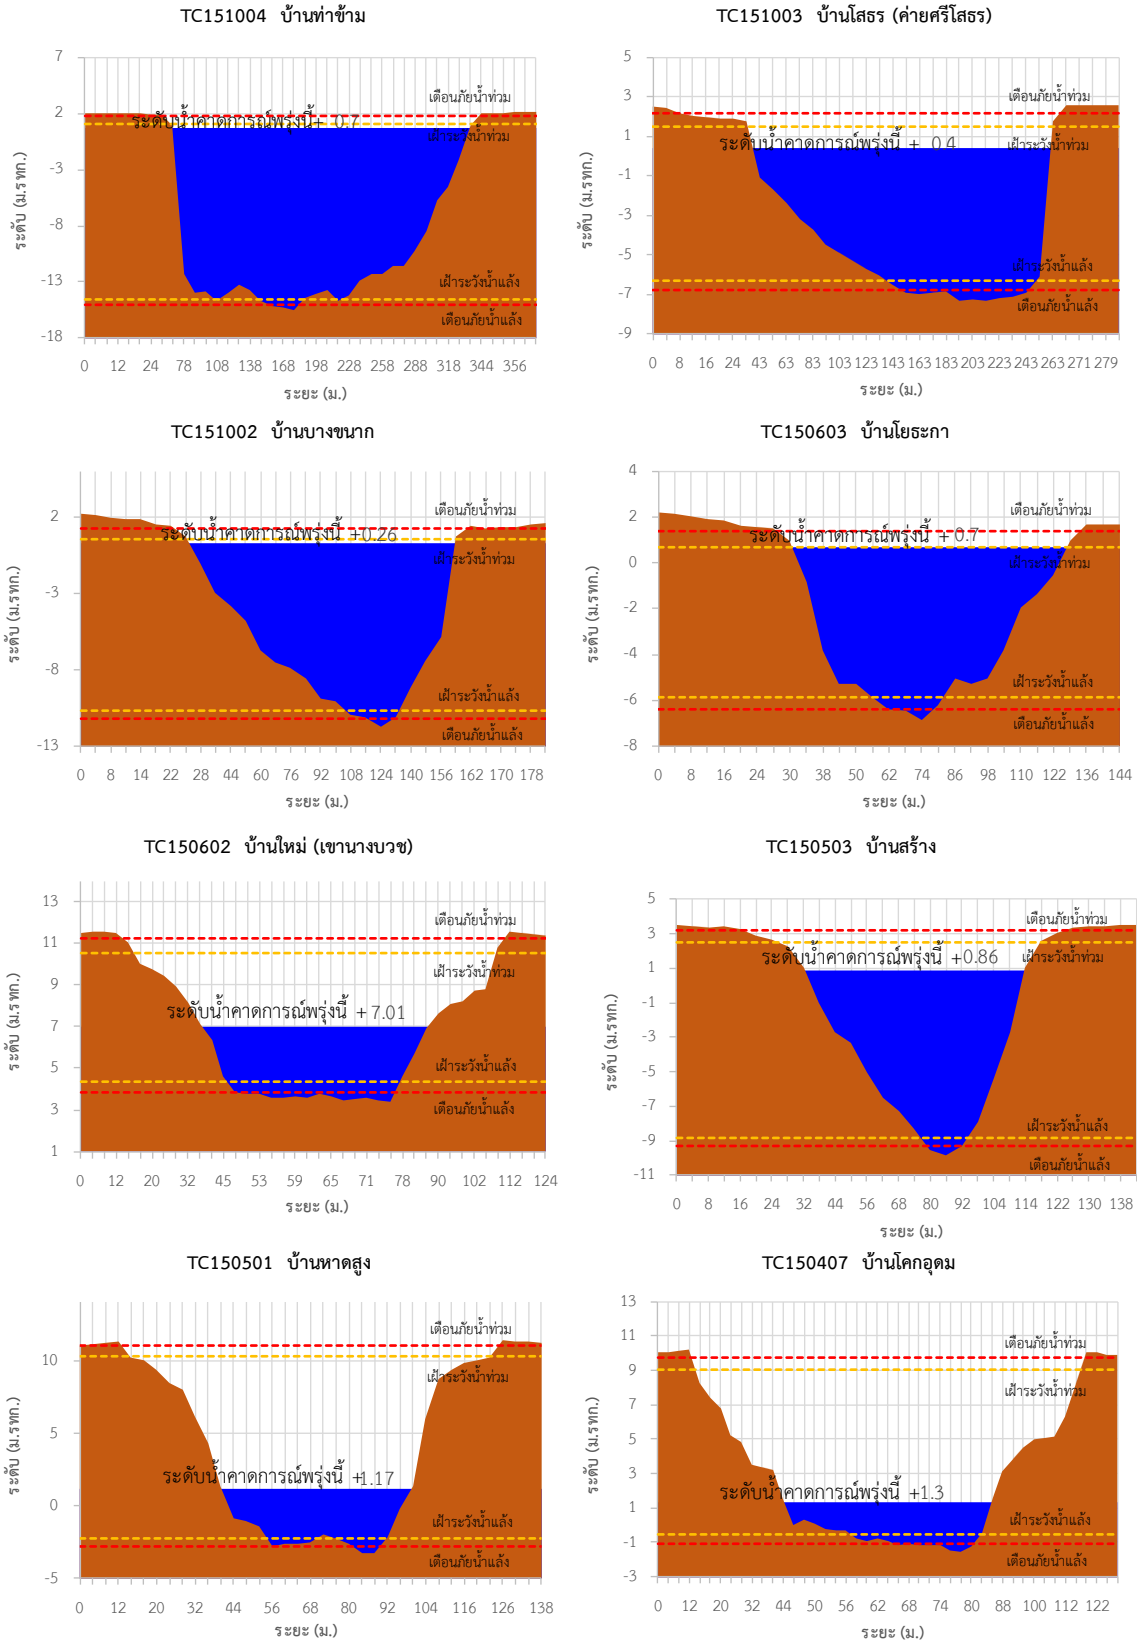 TC151004 บ้านท่าข้าม
ระดับ (ม.รทก.)
7
2
-3
-8
-13
-18
เตือนภัยน้ำท่วม
ระดับน้ำคาดการณ์พรุ่งนี้+ 0.7
เฝ้าระวังน้ำท่วม
เฝ้าระวังน้ำแล้ง
เตือนภัยน้ำแล้ง
0 12 24 78 108 138 168 198 228 258 288 318 344 356
ระยะ (ม.)
TC151003 บ้านโสธร (ค่ายศรีโสธร)
ระดับ (ม.รทก.)
5
3
1
-1
-3
-5
-7
-9
เตือนภัยน้ำท่วม
ระดับน้ำคาดการณ์พรุ่งนี้ + 0.4
เฝ้าระวังน้ำท่วม
เฝ้าระวังน้ำแล้ง
เตือนภัยน้ำแล้ง
0 8 16 24 43 63 83 103 123 143 163 183 203 223 243 263 271 279
ระยะ (ม.)
TC151002 บ้านบางขนาก
ระดับ (ม.รทก.)
2
-3
-8
-13
เตือนภัยน้ำท่วม
ระดับน้ำคาดการณ์พรุ่งนี้ +0.26
เฝ้าระวังน้ำท่วม
เฝ้าระวังน้ำแล้ง
เตือนภัยน้ำแล้ง
0 8 14 22 28 44 60 76 92 108 124 140 156 162 170 178
ระยะ (ม.)
TC150603 บ้านโยธะกา
ระดับ (ม.รทก.)
4
2
0
-2
-4
-6
-8
เตือนภัยน้ำท่วม
ระดับน้ำคาดการณ์พรุ่งนี้ + 0.7
เฝ้าระวังน้ำท่วม
เฝ้าระวังน้ำแล้ง
เตือนภัยน้ำแล้ง
0 8 16 24 30 38 50 62 74 86 98 110 122 136 144
ระยะ (ม.)
TC150602 บ้านใหม่ (เขานางบวช)
ระดับ (ม.รทก.)
13
11
9
7
5
3
1
เตือนภัยน้ำท่วม
เฝ้าระวังน้ำท่วม
ระดับน้ำคาดการณ์พรุ่งนี้ +7.01
เฝ้าระวังน้ำแล้ง
เตือนภัยน้ำแล้ง
0 12 20 32 45 53 59 65 71 78 90 102 112 124
ระยะ (ม.)
TC150503 บ้านสร้าง
ระดับ (ม.รทก.)
5
3
1
-1
-3
-5
-7
-9
-11
เตือนภัยน้ำท่วม
ระดับน้ำคาดการณ์พรุ่งนี้ +0.86
เฝ้าระวังน้ำท่วม
เฝ้าระวังน้ำแล้ง
เตือนภัยน้ำแล้ง
0 8 16 24 32 44 56 68 80 92 104 114 122 130 138
ระยะ (ม.)
TC150501 บ้านหาดสูง
ระดับ (ม.รทก.)
10
5
0
-5
เตือนภัยน้ำท่วม
เฝ้าระวังน้ำท่วม
ระดับน้ำคาดการณ์พรุ่งนี้ +1.17
เฝ้าระวังน้ำแล้ง
เตือนภัยน้ำแล้ง
0 12 20 32 44 56 68 80 92 104 116 126 138
ระยะ (ม.)
TC150407 บ้านโคกอุดม
ระดับ (ม.รทก.)
13
11
9
7
5
3
1
-1
-3
เตือนภัยน้ำท่วม
เฝ้าระวังน้ำท่วม
ระดับน้ำคาดการณ์พรุ่งนี้ +1.3
เฝ้าระวังน้ำแล้ง
เตือนภัยน้ำแล้ง
0 12 20 28 40 50 56 62 68 74 82 88 100 112 122
ระยะ (ม.)